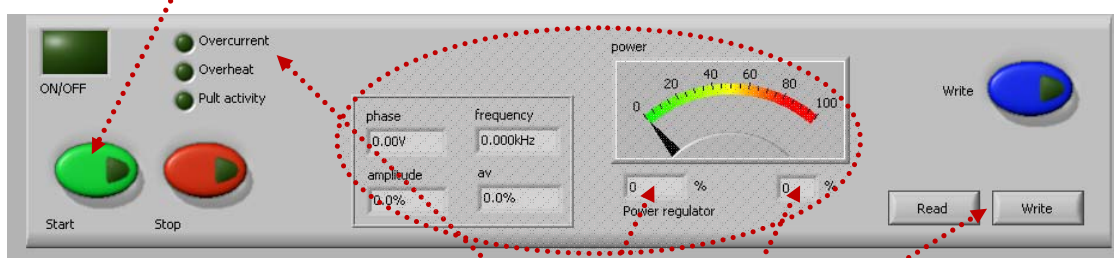 ON/OFF
Overcurrent
Overheat
Pult activity
Start
Stop
phase
frequency
0.00V
0.000kHz
amplitude
av
0.0%
0.0%
power
0 20 40 60 80 100
0 %
0 %
Power regulator
Write
Read
Write